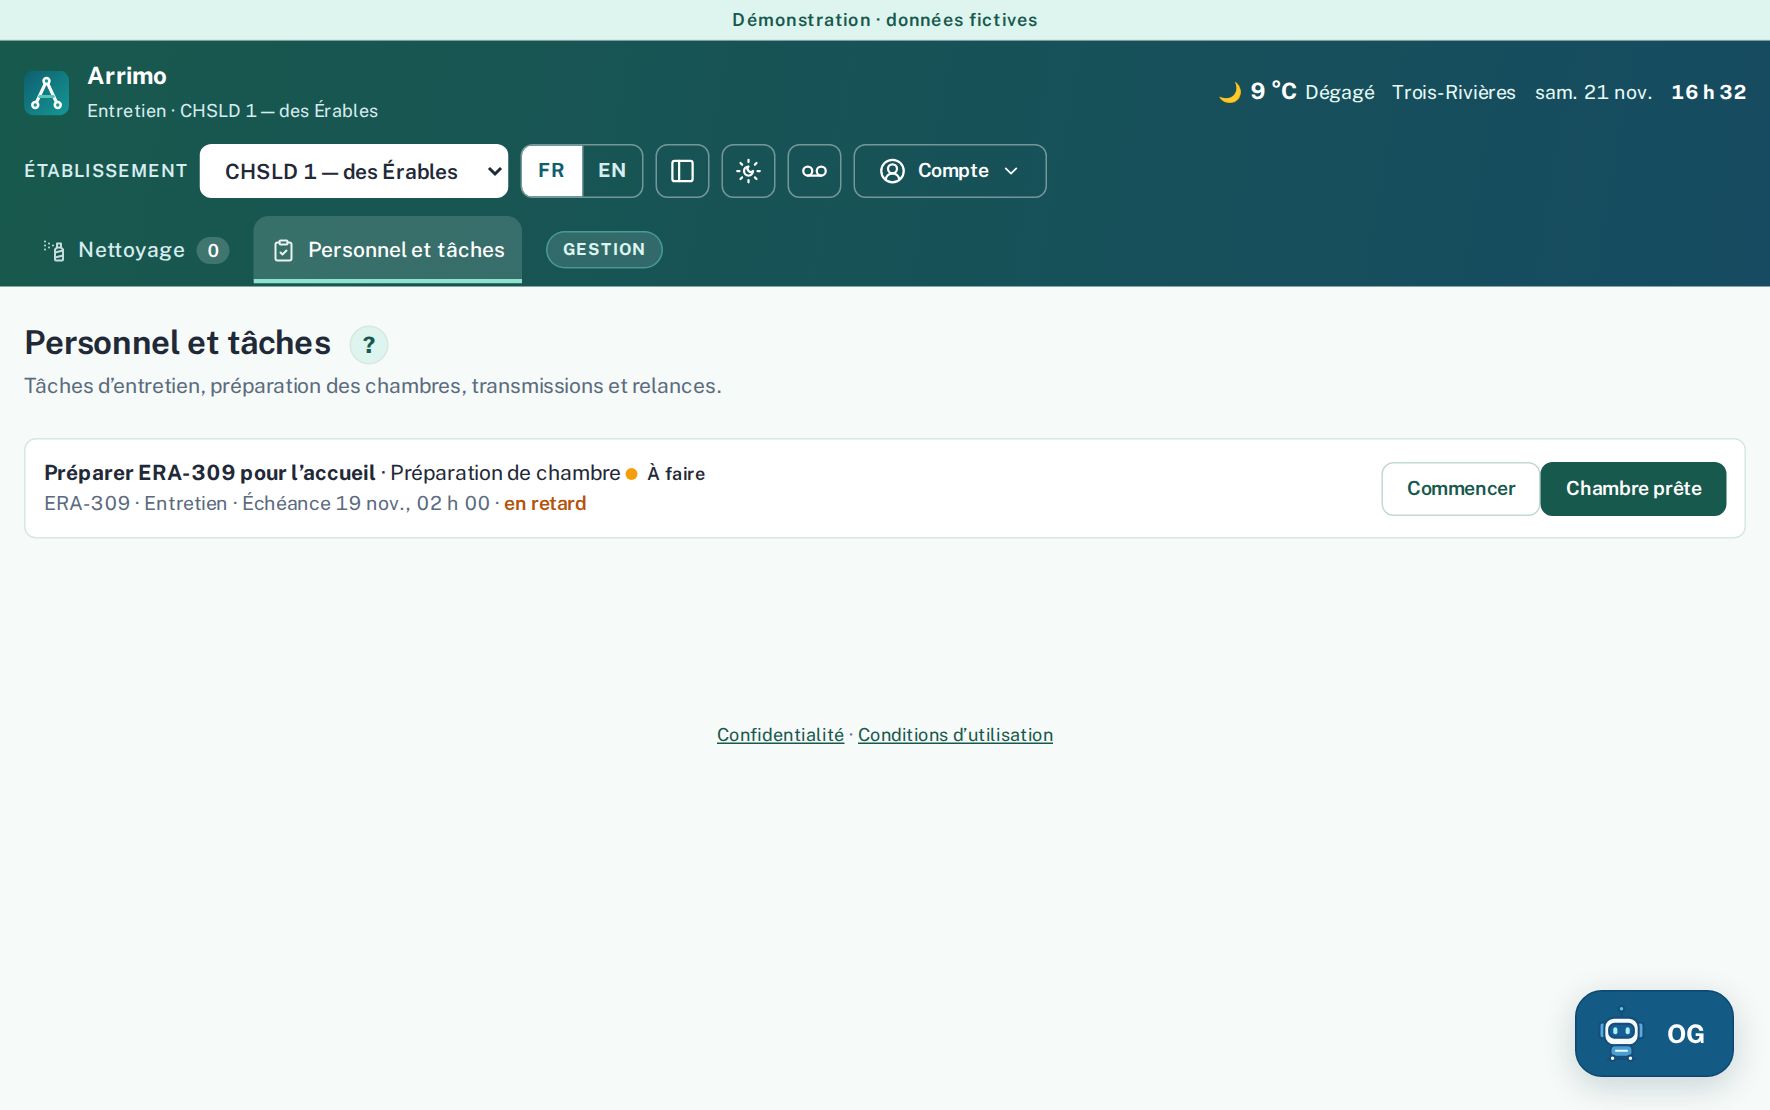 Démonstration · données fictives
Arrimo
Entretien · CHSLD 1 — des Érables
🌙 9 °C Dégagé Trois-Rivières sam. 21 nov. 16 h 32
ÉTABLISSEMENT CHSLD 1 — des Érables FR EN Compte
Nettoyage 0 Personnel et tâches GESTION
Personnel et tâches ?
Tâches d’entretien, préparation des chambres, transmissions et relances.
Préparer ERA-309 pour l’accueil · Préparation de chambre À faire
ERA-309 · Entretien · Échéance 19 nov., 02 h 00 · en retard
Commencer Chambre prête
Confidentialité · Conditions d’utilisation
OG